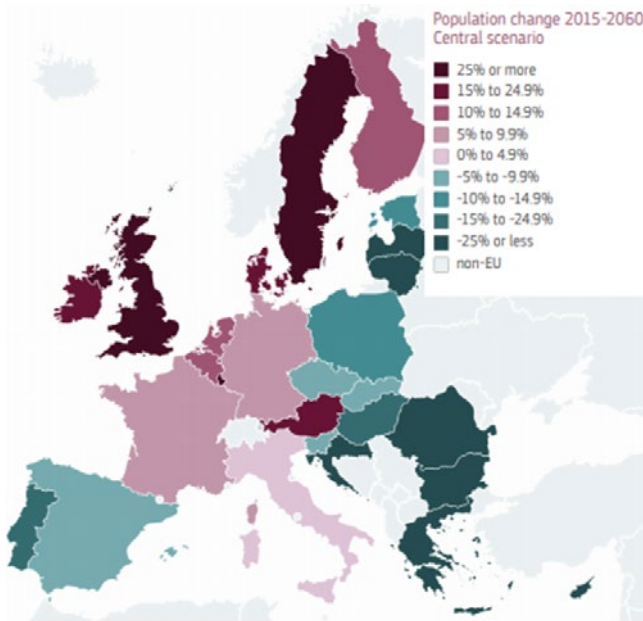 Population change 2015-2060
Central scenario
25% or more
15% to 24.9%
10% to 14.9%
5% to 9.9%
0% to 4.9%
-5% to -9.9%
-10% to -14.9%
-15% to -24.9%
-25% or less
non-EU